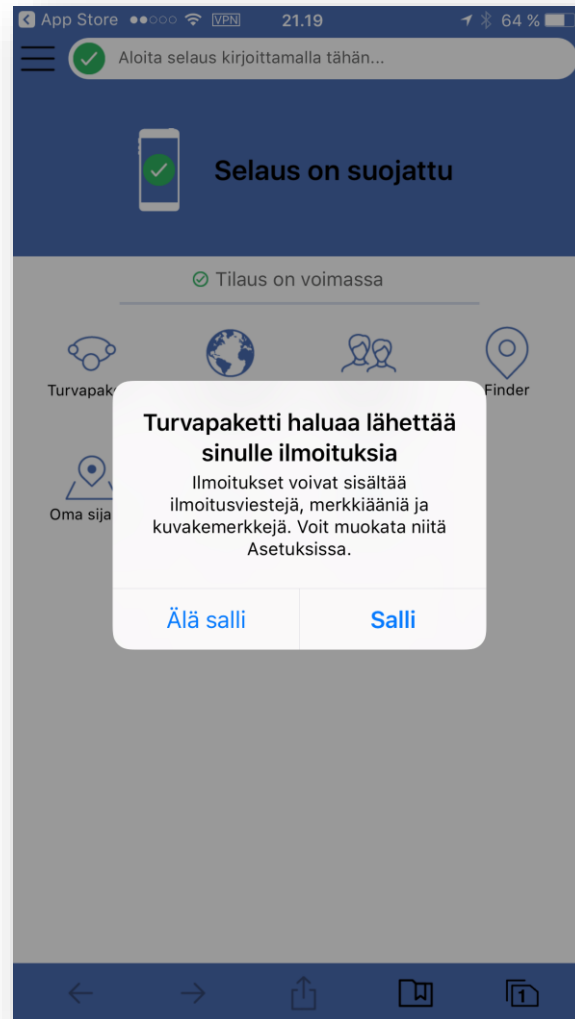 App Store VPN 21.19 64 %
Aloita selaus kirjoittamalla tähän...
Selaus on suojattu
Tilaus on voimassa
Turvapak
Finder
Turvapaketti haluaa lähettää
sinulle ilmoituksia
Ilmoitukset voivat sisältää
ilmoitusviestejä, merkkiääniä ja
kuvakemerkkejä. Voit muokata niitä
Asetuksissa.
Oma sija
Älä salli Salli
1